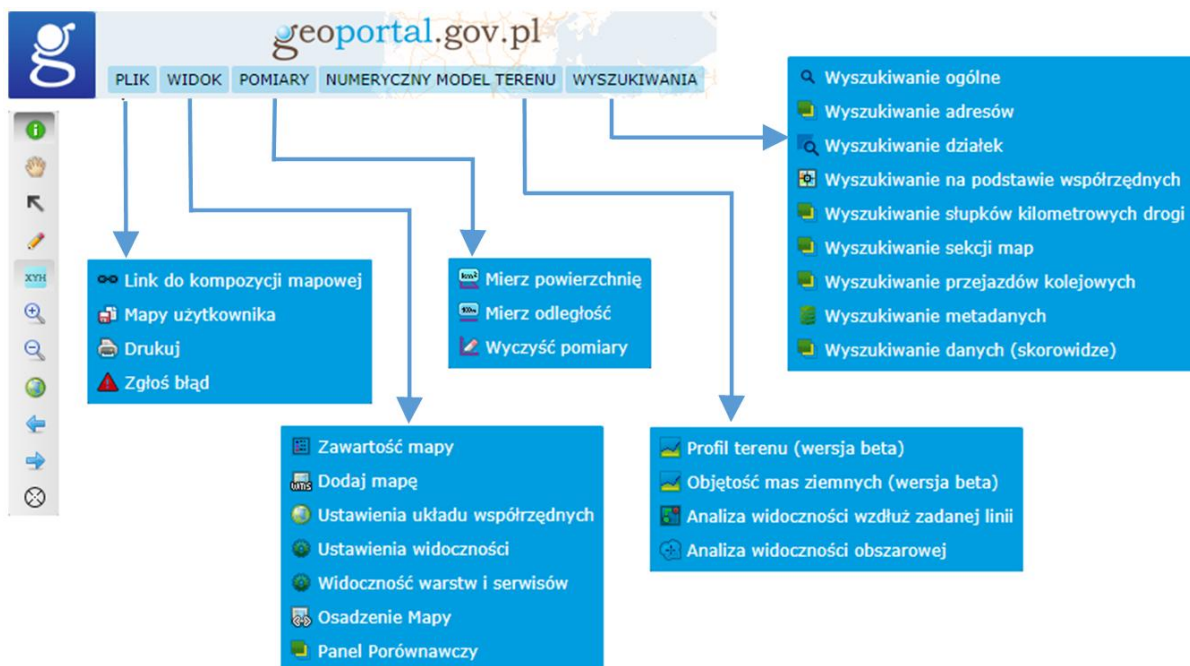 geoportal.gov.pl
PLIK WIDOK POMIARY NUMERYCZNY MODEL TERENU WYSZUKIWANIA
XYH
Link do kompozycji mapowej
Mapy użytkownika
Drukuj
Zgłoś błąd
Zawartość mapy
WMS Dodaj mapę
Ustawienia układu współrzędnych
Ustawienia widoczności
Widoczność warstw i serwisów
Osadzenie Mapy
Panel Porównawczy
km2 Mierz powierzchnię
Mierz odległość
Wyczyść pomiary
Profil terenu (wersja beta)
Objętość mas ziemnych (wersja beta)
Analiza widoczności wzdłuż zadanej linii
Analiza widoczności obszarowej
Wyszukiwanie ogólne
Wyszukiwanie adresów
Wyszukiwanie działek
Wyszukiwanie na podstawie współrzędnych
Wyszukiwanie słupków kilometrowych drogi
Wyszukiwanie sekcji map
Wyszukiwanie przejazdów kolejowych
Wyszukiwanie metadanych
Wyszukiwanie danych (skorowidze)